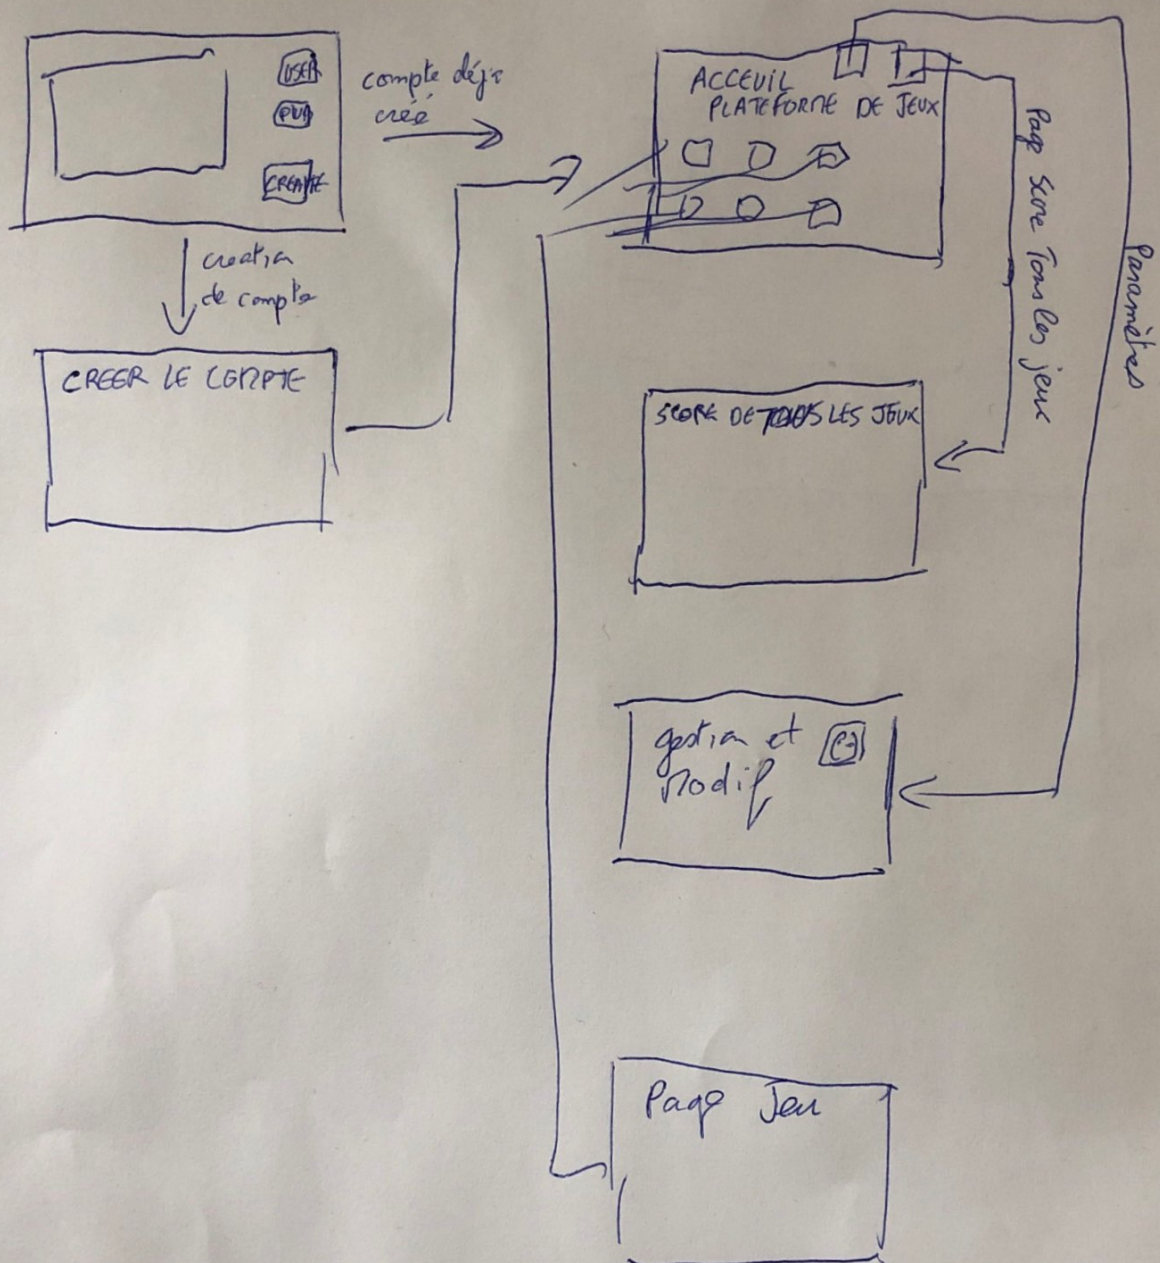 USER
CREATE
compte déjà
créé
creation
de compte
CREER LE COMPTE
ACCEUIL
PLATEFORME DE JEUX
Page score Tous les jeux
Paramètres
SCORE DE TOUS LES JEUX
gestion et
Modif
Page Jeu